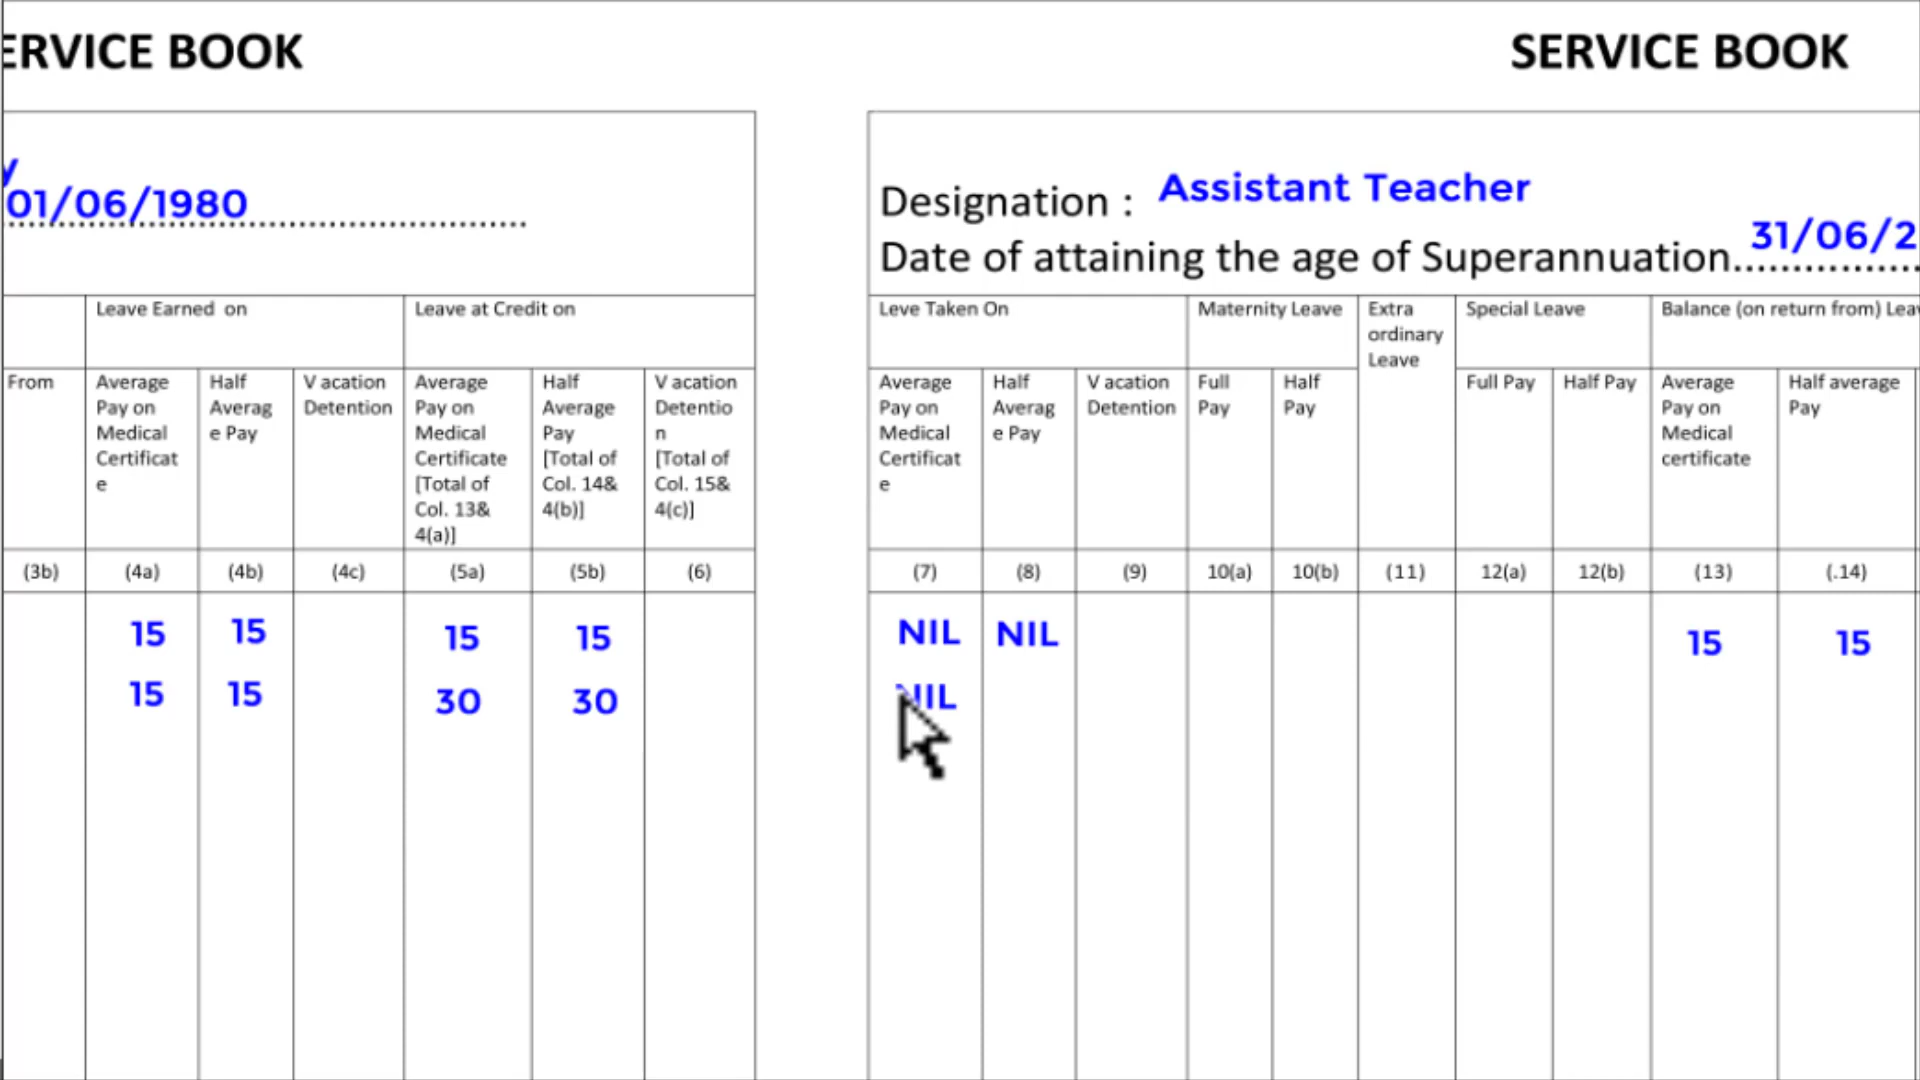 ERVICE BOOK
SERVICE BOOK
y
01/06/1980
Designation : Assistant Teacher
Date of attaining the age of Superannuation 31/06/2
Leave Earned on
Leave at Credit on
Leve Taken On
Maternity Leave
Extra
ordinary
Leave
Special Leave
Balance (on return from) Leav
From
Average
Pay on
Medical
Certificat
e
Half
Averag
e Pay
V acation
Detention
Average
Pay on
Medical
Certificate
[Total of
Col. 13&
4(a)]
Half
Average
Pay
[Total of
Col. 14&
4(b)]
V acation
Detentio
n
[Total of
Col. 15&
4(c)]
Average
Pay on
Medical
Certificat
e
Half
Averag
e Pay
V acation
Detention
Full
Pay
Half
Pay
Full Pay
Half Pay
Average
Pay on
Medical
certificate
Half average
Pay
(3b) (4a) (4b) (4c) (5a) (5b) (6) (7) (8) (9) 10(a) 10(b) (11) 12(a) 12(b) (13) (.14)
15 15 15 15 NIL NIL 15 15
15 15 30 30 NIL